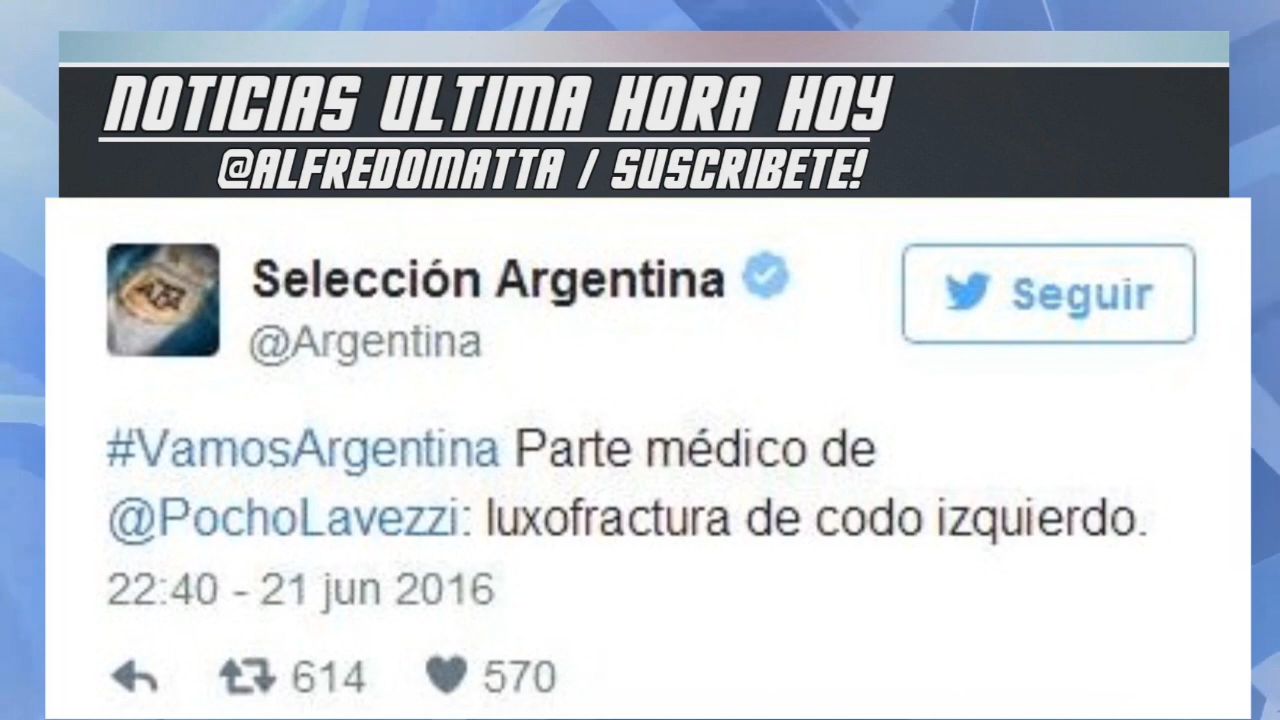 NOTICIAS ULTIMA HORA HOY
@ALFREDOMATTA / SUSCRIBETE!
Selección Argentina
@Argentina
Seguir
#VamosArgentina Parte médico de
@PochoLavezzi: luxofractura de codo izquierdo.
22:40 - 21 jun 2016
614 570